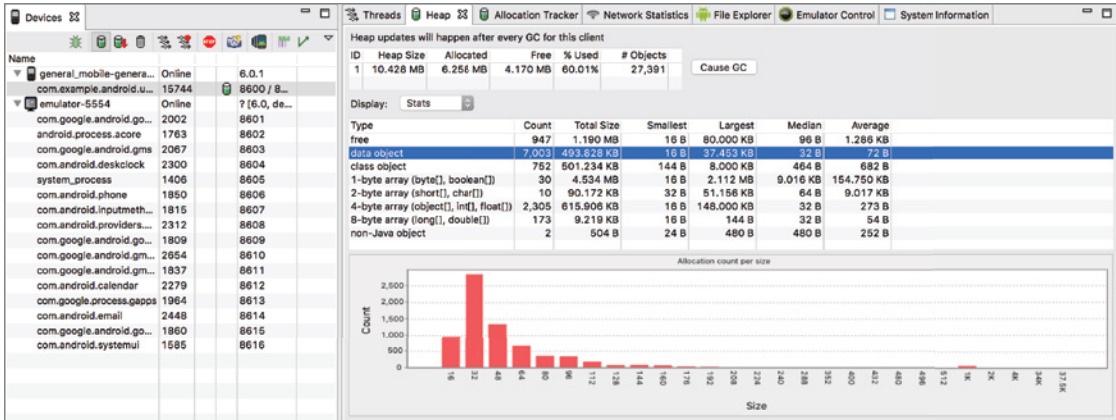 Devices
Name
general_mobile-genera... Online 6.0.1
com.example.android.u... 15744 8600 / 8...
emulator-5554 Online ? [6.0, de...
com.google.android.go... 2002 8601
android.process.acore 1763 8602
com.google.android.gms 2067 8603
com.android.deskclock 2300 8604
system_process 1406 8605
com.android.phone 1850 8606
com.android.inputmeth... 1815 8607
com.android.providers.... 2312 8608
com.google.android.go... 1809 8609
com.google.android.gm... 2654 8610
com.google.android.gm... 1837 8611
com.android.calendar 2279 8612
com.google.process.gapps 1964 8613
com.android.email 2448 8614
com.google.android.go... 1860 8615
com.android.systemui 1585 8616
Threads Heap Allocation Tracker Network Statistics File Explorer Emulator Control System Information
Heap updates will happen after every GC for this client
ID Heap Size Allocated Free % Used # Objects
1 10.428 MB 6.258 MB 4.170 MB 60.01% 27,391
Cause GC
Display: Stats
Type Count Total Size Smallest Largest Median Average
free 947 1.190 MB 16 B 80.000 KB 96 B 1.286 KB
data object 7,003 493.828 KB 16 B 37.453 KB 32 B 72 B
class object 752 501.234 KB 144 B 8.000 KB 464 B 682 B
1-byte array (byte[], boolean[]) 30 4.534 MB 16 B 2.112 MB 9.016 KB 154.750 KB
2-byte array (short[], char[]) 10 90.172 KB 32 B 51.156 KB 64 B 9.017 KB
4-byte array (object[], int[], float[]) 2,305 615.906 KB 16 B 148.000 KB 32 B 273 B
8-byte array (long[], double[]) 173 9.219 KB 16 B 144 B 32 B 54 B
non-Java object 2 504 B 24 B 480 B 480 B 252 B
Allocation count per size
Count
2,500
2,000
1,500
1,000
500
0
16 32 48 64 80 96 112 128 144 160 176 192 208 224 240 288 352 400 432 480 496 512 1K 2K 4K 34K 37.5K
Size